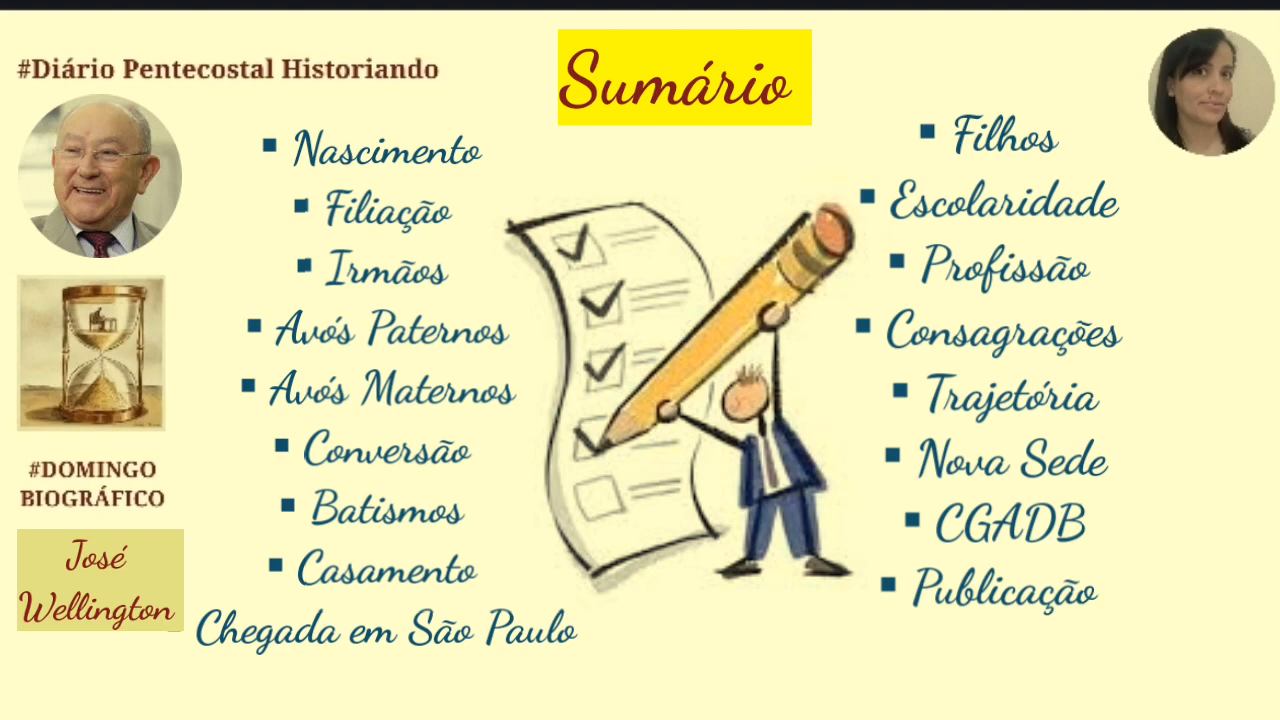 #Diário Pentecostal Historiando
Sumário
#DOMINGO
BIOGRÁFICO
José
Wellington
▪ Nascimento
▪ Filiação
▪ Irmãos
▪ Avós Paternos
▪ Avós Maternos
▪ Conversão
▪ Batismos
▪ Casamento
Chegada em São Paulo
▪ Filhos
▪ Escolaridade
▪ Profissão
▪ Consagrações
▪ Trajetória
▪ Nova Sede
▪ CGADB
▪ Publicação